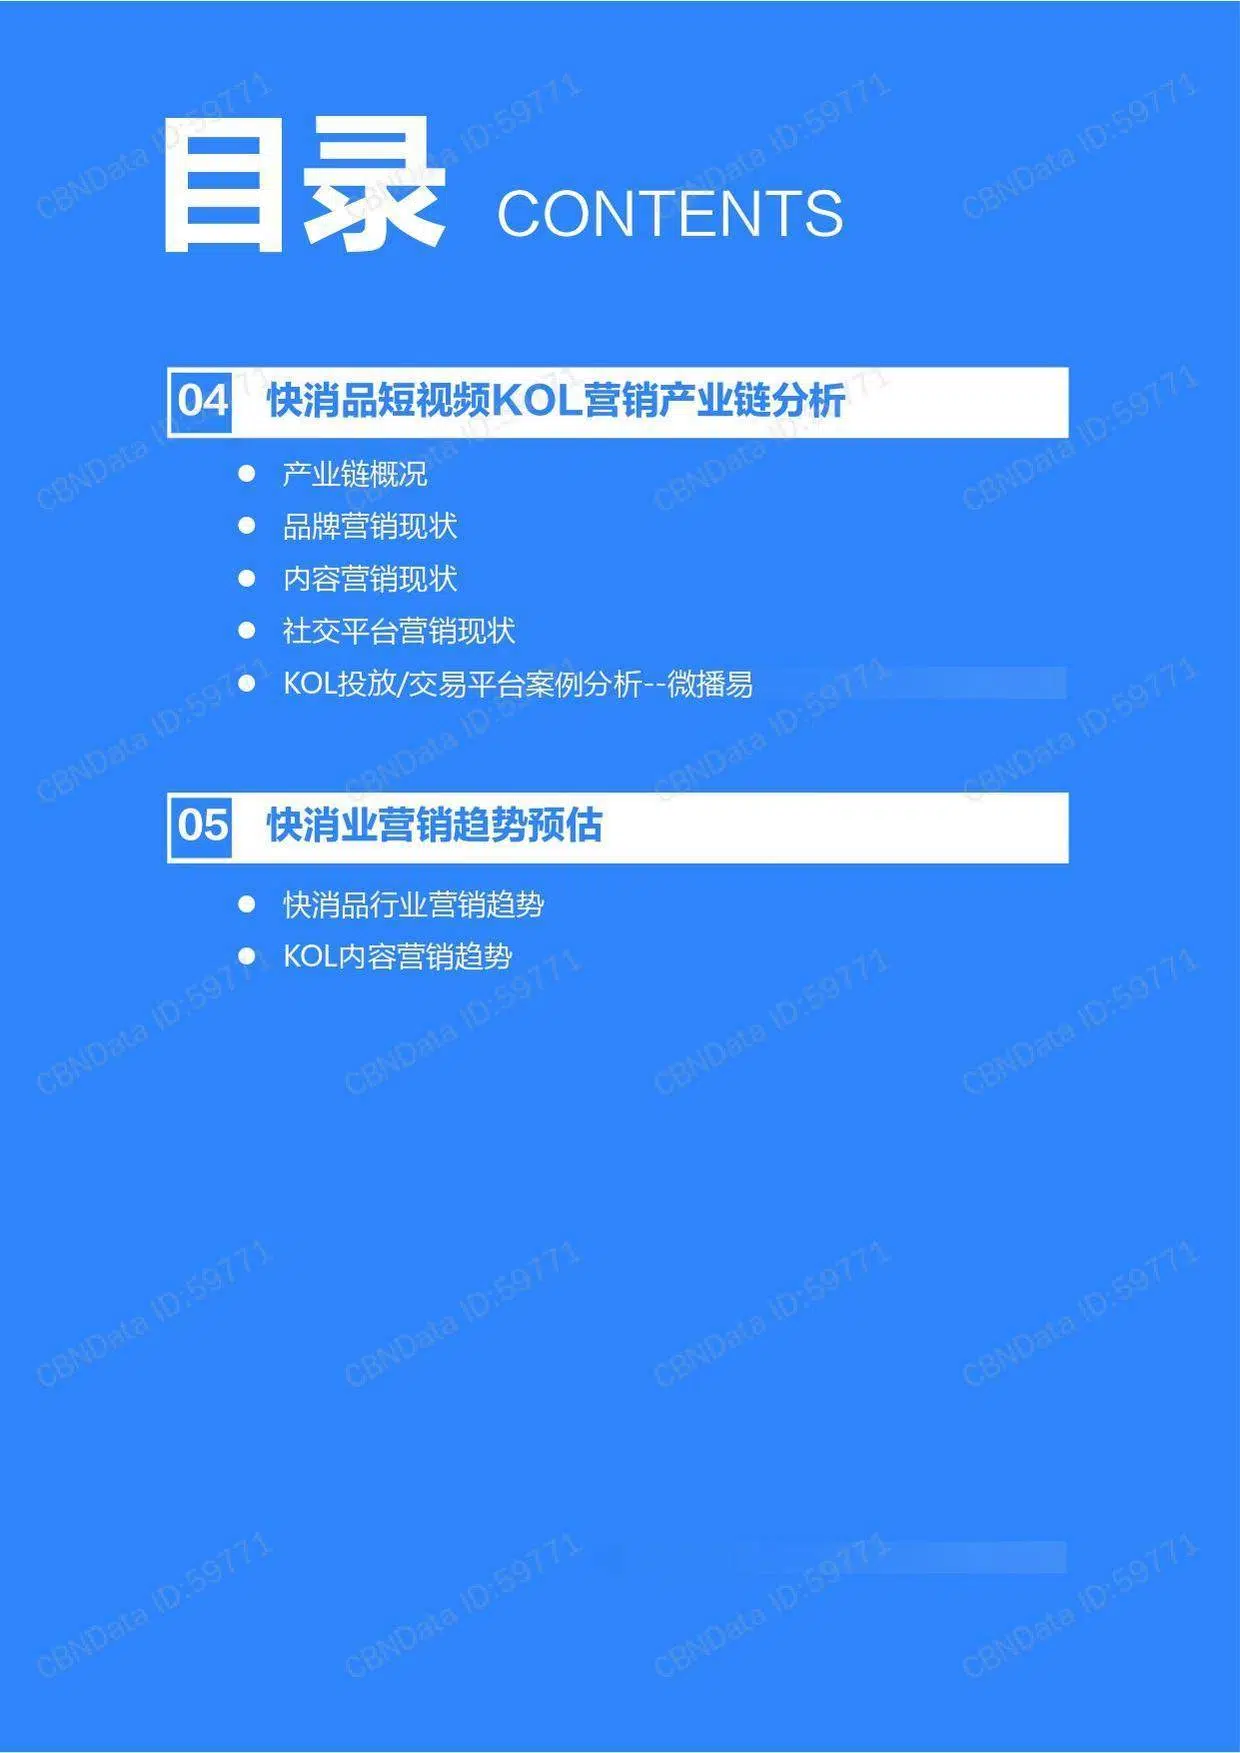 目录 CONTENTS
04 快消品短视频KOL营销产业链分析
● 产业链概况
● 品牌营销现状
● 内容营销现状
● 社交平台营销现状
● KOL投放/交易平台案例分析--微播易
05 快消业营销趋势预估
● 快消品行业营销趋势
● KOL内容营销趋势
CBNData ID:59771